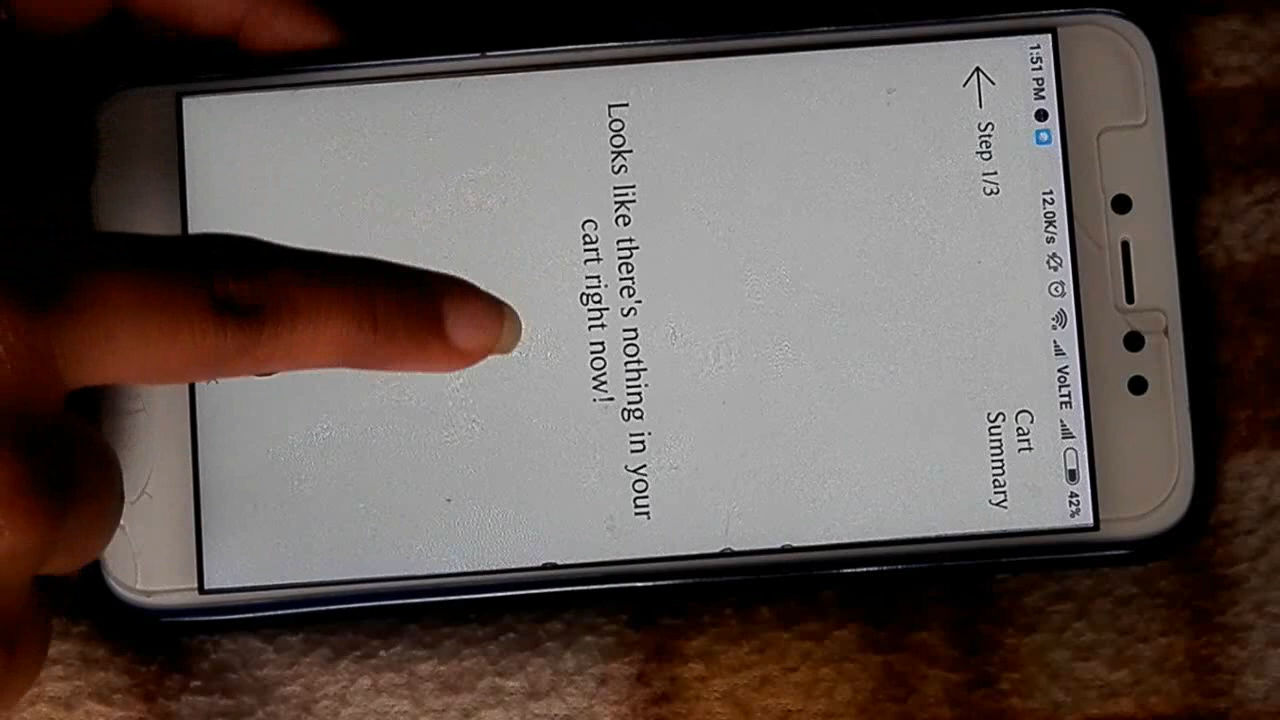 1:51 PM 12.0K/s VoLTE 42%
Step 1/3
Cart
Summary
Looks like there's nothing in your
cart right now!